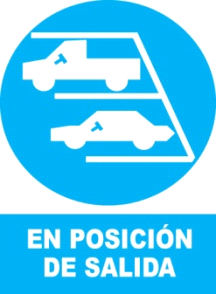 EN POSICIÓN
DE SALIDA